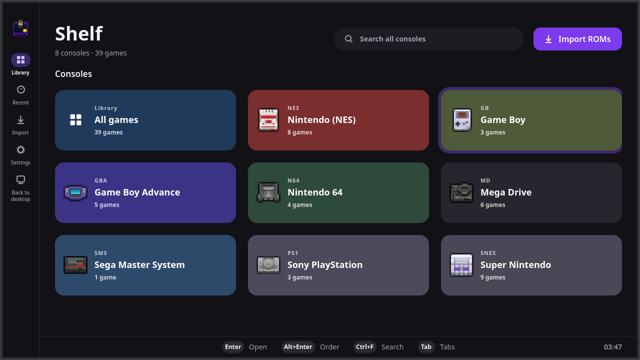 Shelf
8 consoles · 39 games
Search all consoles
Import ROMs
Library
Recent
Import
Settings
Back to
desktop
Consoles
Library
All games
39 games
NES
Nintendo (NES)
8 games
GB
Game Boy
3 games
GBA
Game Boy Advance
5 games
N64
Nintendo 64
4 games
MD
Mega Drive
6 games
SMS
Sega Master System
1 game
PS1
Sony PlayStation
3 games
SNES
Super Nintendo
9 games
Enter Open Alt+Enter Order Ctrl+F Search Tab Tabs
03:47